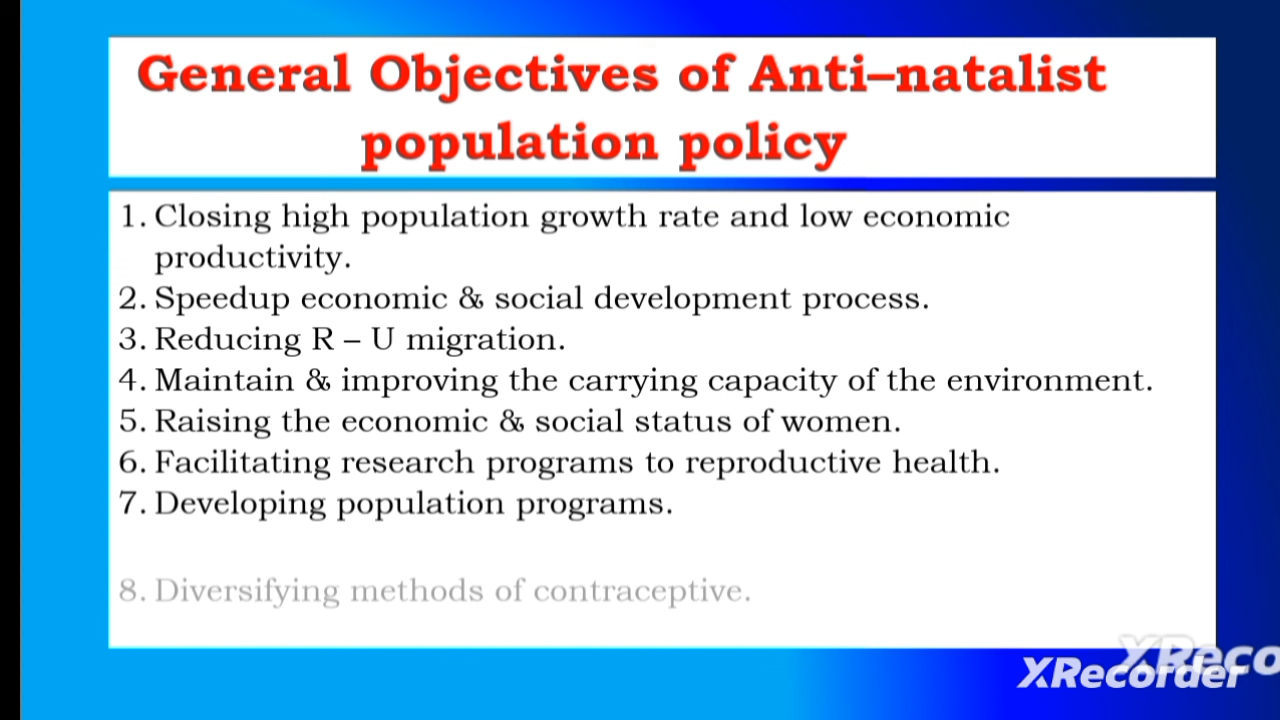 General Objectives of Anti–natalist
population policy
1. Closing high population growth rate and low economic
productivity.
2. Speedup economic & social development process.
3. Reducing R – U migration.
4. Maintain & improving the carrying capacity of the environment.
5. Raising the economic & social status of women.
6. Facilitating research programs to reproductive health.
7. Developing population programs.
8. Diversifying methods of contraceptive.
XReco
XRecorder